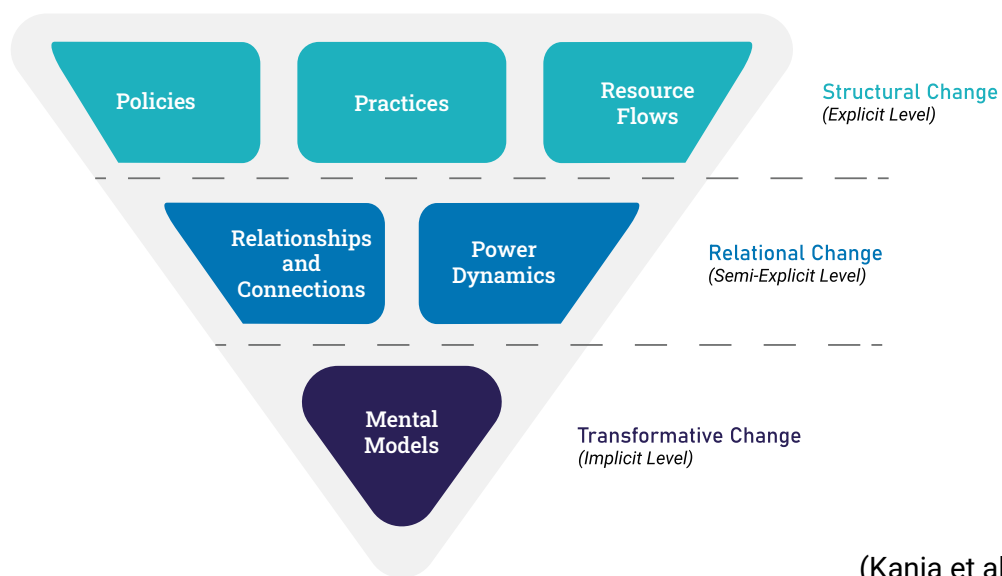 Policies
Practices
Resource
Flows
Structural Change
(Explicit Level)
Relationships
and
Connections
Power
Dynamics
Relational Change
(Semi-Explicit Level)
Mental
Models
Transformative Change
(Implicit Level)
(Kania et al